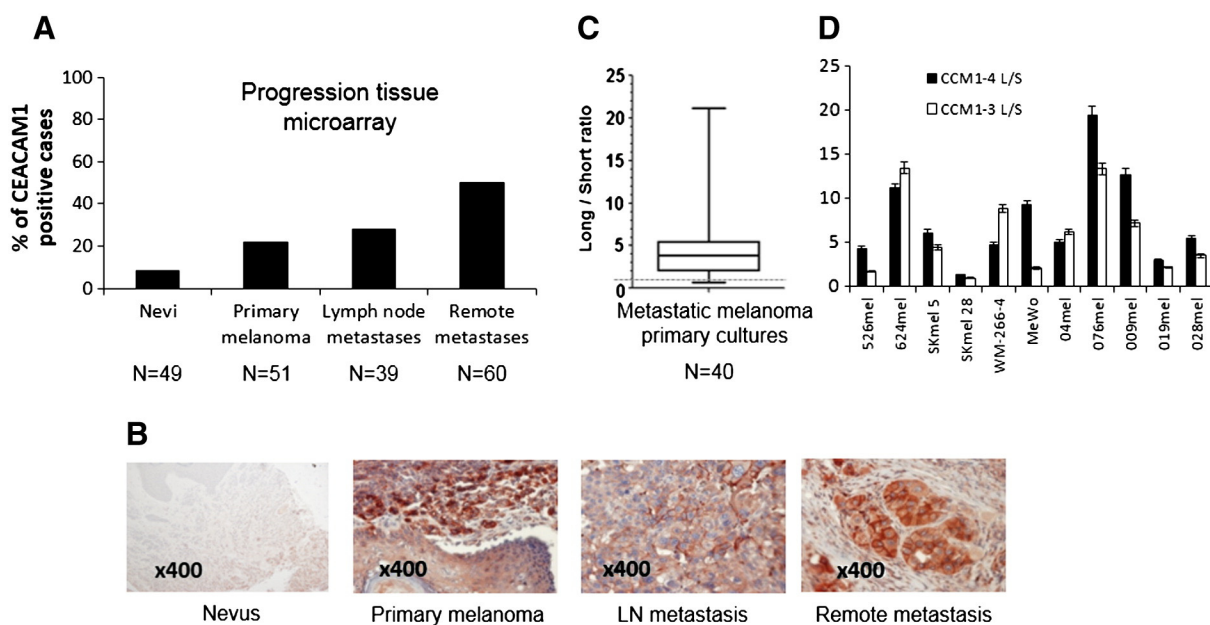 A
% of CEACAM1
positive cases
100
80
60
40
20
0
Progression tissue
microarray
Nevi
Primary
melanoma
Lymph node
metastases
Remote
metastases
N=49
N=51
N=39
N=60
C
Long / Short ratio
25
20
15
10
5
0
Metastatic melanoma
primary cultures
N=40
D
25
20
15
10
5
0
CCM1-4 L/S
CCM1-3 L/S
526mel
624mel
SKmel 5
SKmel 28
WM-266-4
MeWo
04mel
076mel
009mel
019mel
028mel
B
x400
Nevus
x400
Primary melanoma
x400
LN metastasis
x400
Remote metastasis